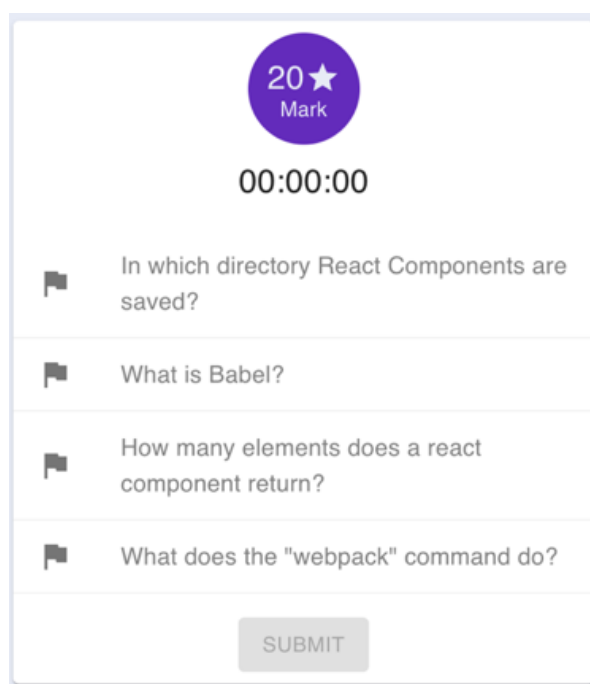 20★
Mark
00:00:00
In which directory React Components are
saved?
What is Babel?
How many elements does a react
component return?
What does the "webpack" command do?
SUBMIT